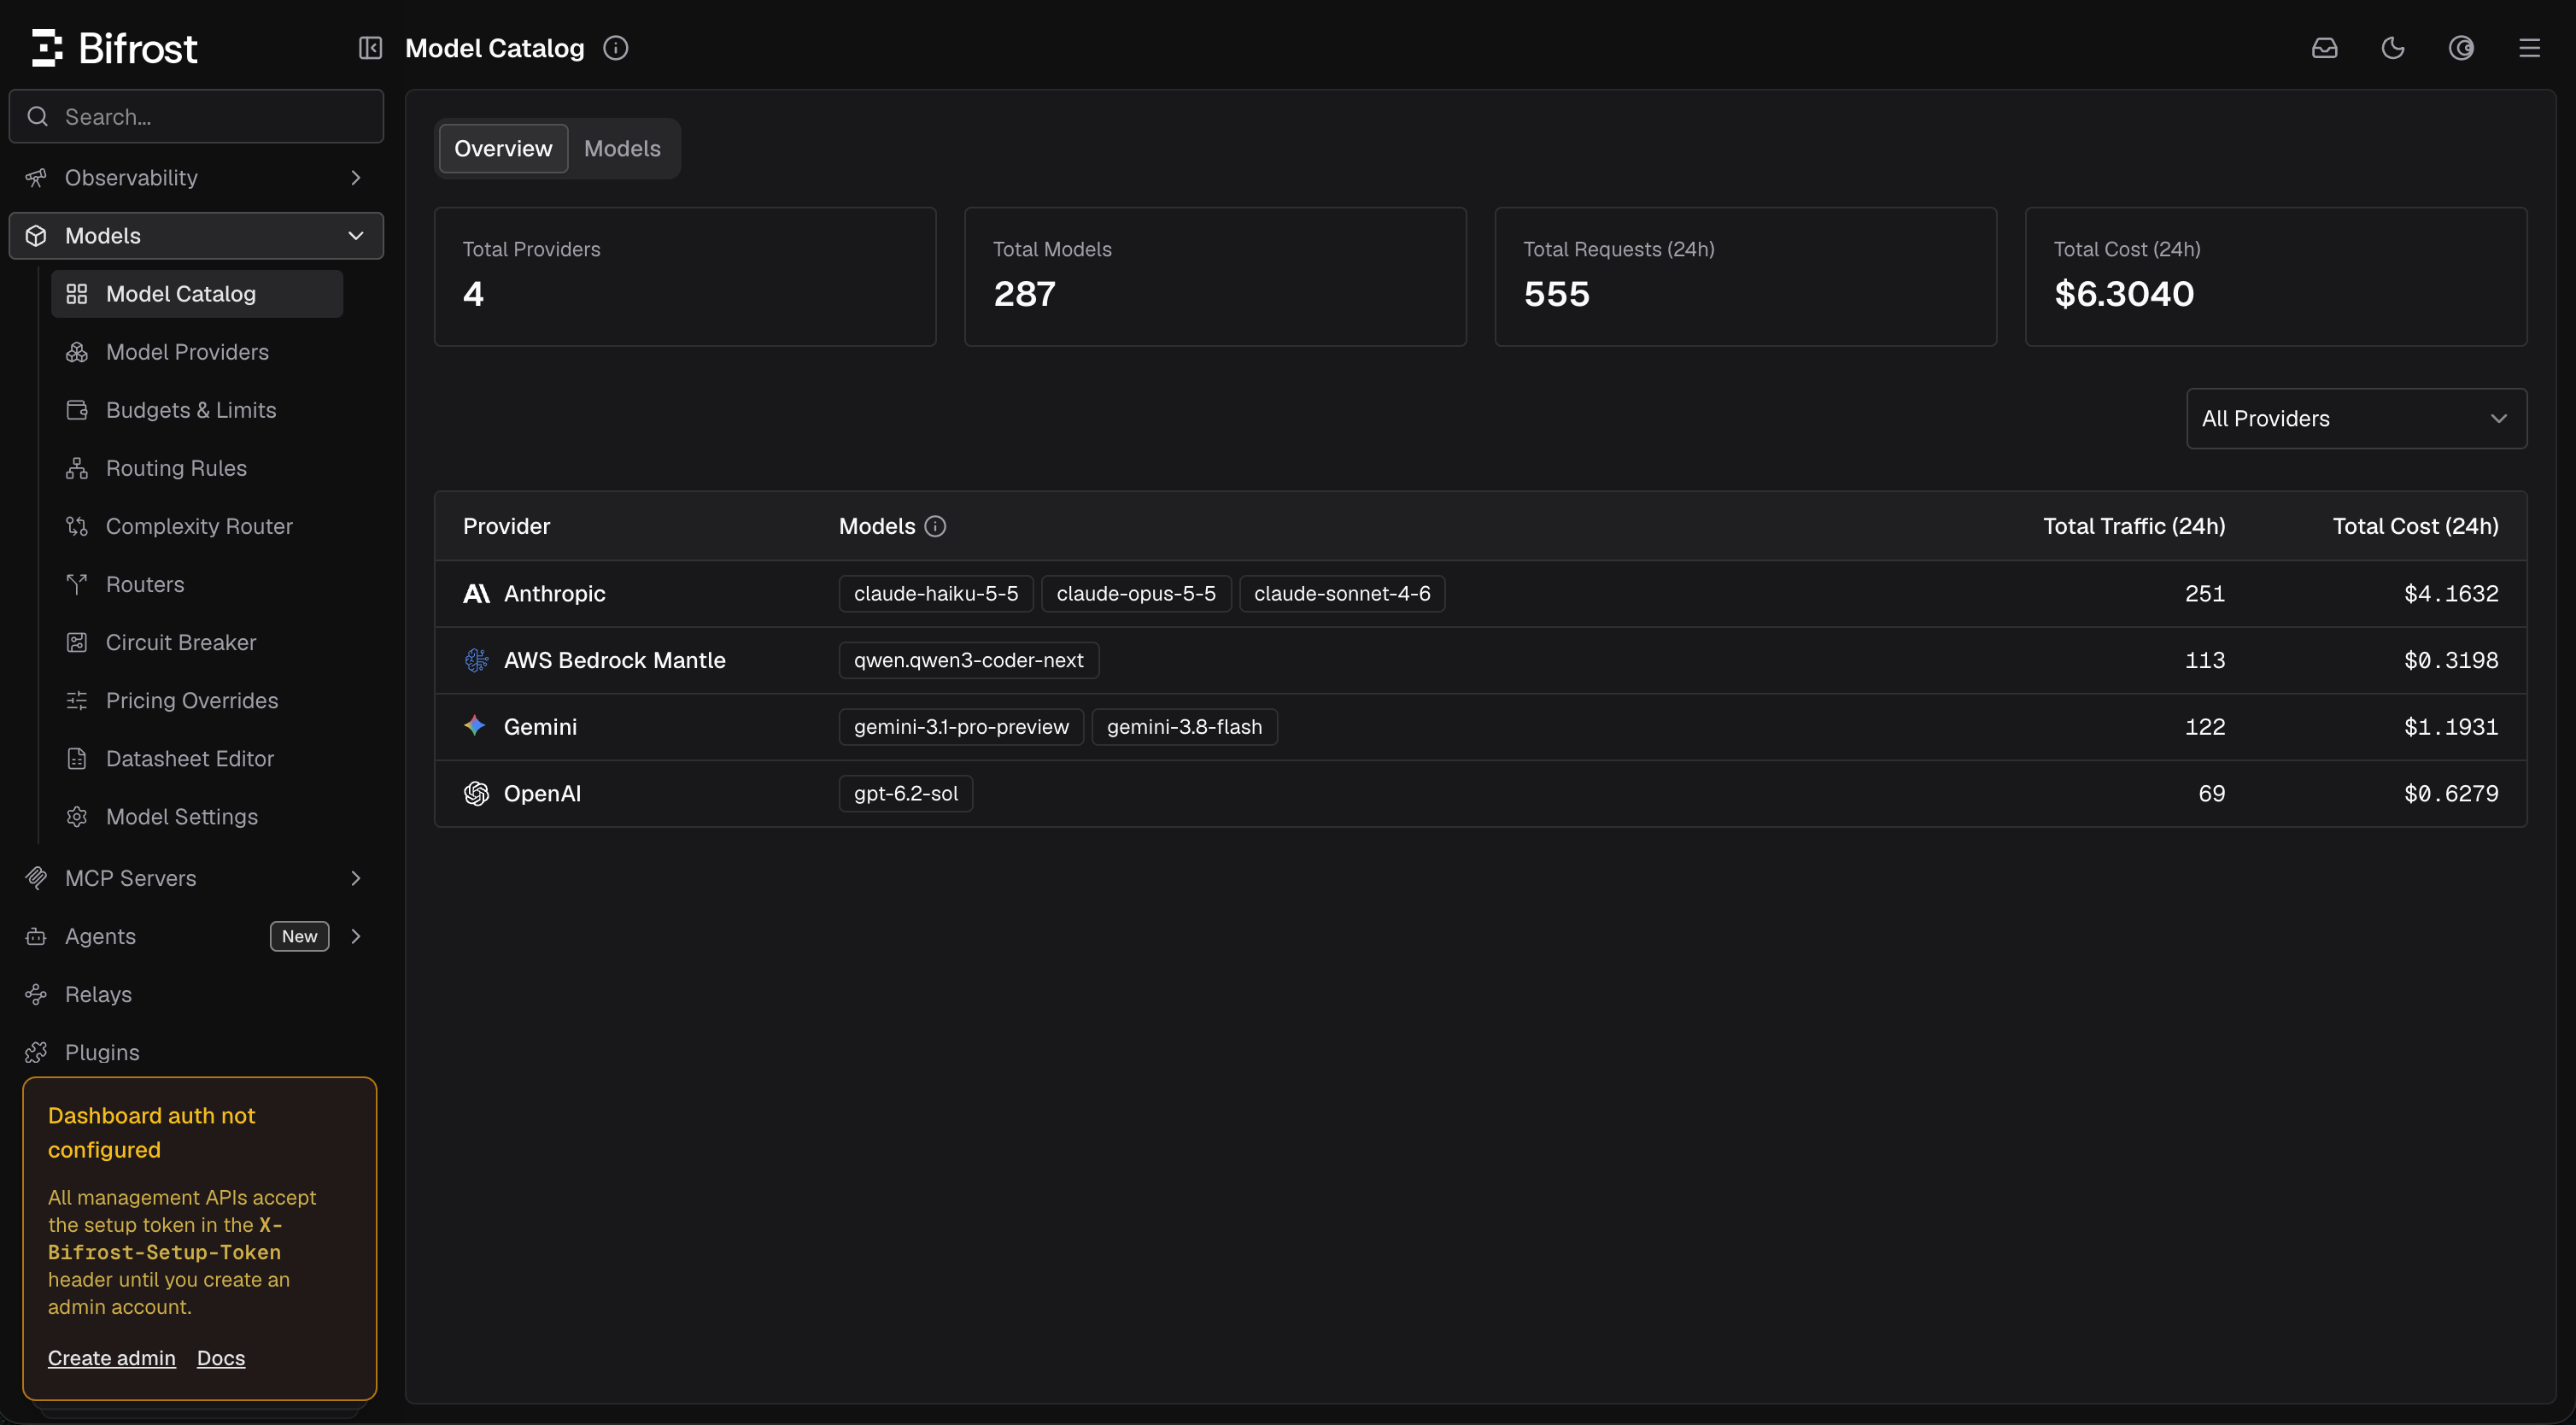 Bifrost
Model Catalog
Search...
Observability
Models
Model Catalog
Model Providers
Budgets & Limits
Routing Rules
Complexity Router
Routers
Circuit Breaker
Pricing Overrides
Datasheet Editor
Model Settings
MCP Servers
Agents New
Relays
Plugins
Dashboard auth not
configured
All management APIs accept
the setup token in the X-
Bifrost-Setup-Token
header until you create an
admin account.
Create admin Docs
Overview Models
Total Providers
4
Total Models
287
Total Requests (24h)
555
Total Cost (24h)
$6.3040
All Providers
Provider Models Total Traffic (24h) Total Cost (24h)
Anthropic claude-haiku-5-5 claude-opus-5-5 claude-sonnet-4-6 251 $4.1632
AWS Bedrock Mantle qwen.qwen3-coder-next 113 $0.3198
Gemini gemini-3.1-pro-preview gemini-3.8-flash 122 $1.1931
OpenAI gpt-6.2-sol 69 $0.6279